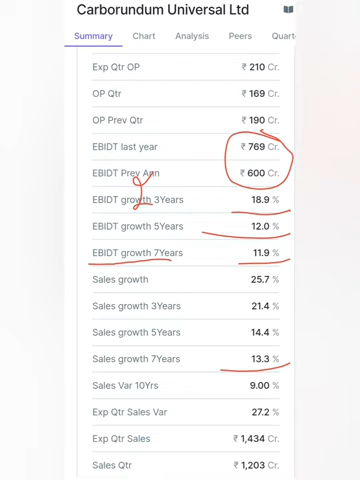 Carborundum Universal Ltd
Summary Chart Analysis Peers Quart
Exp Qtr OP ₹ 210 Cr.
OP Qtr ₹ 169 Cr.
OP Prev Qtr ₹ 190 Cr.
EBIDT last year ₹ 769 Cr.
EBIDT Prev Ann ₹ 600 Cr.
EBIDT growth 3Years 18.9 %
EBIDT growth 5Years 12.0 %
EBIDT growth 7Years 11.9 %
Sales growth 25.7 %
Sales growth 3Years 21.4 %
Sales growth 5Years 14.4 %
Sales growth 7Years 13.3 %
Sales Var 10Yrs 9.00 %
Exp Qtr Sales Var 27.2 %
Exp Qtr Sales ₹ 1,434 Cr.
Sales Qtr ₹ 1,203 Cr.